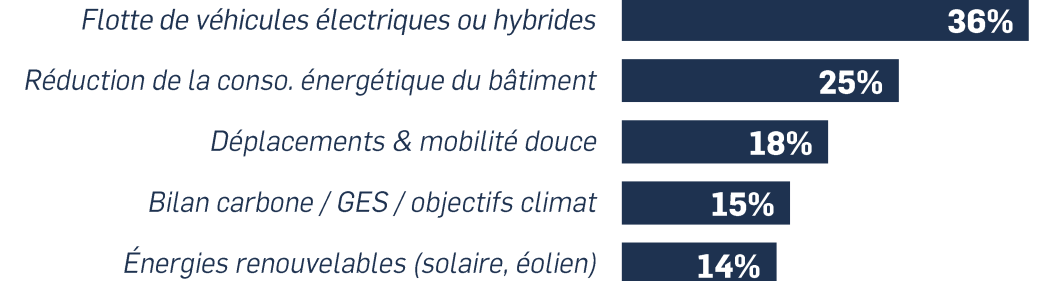 Flotte de véhicules électriques ou hybrides 36%
Réduction de la conso. énergétique du bâtiment 25%
Déplacements & mobilité douce 18%
Bilan carbone / GES / objectifs climat 15%
Énergies renouvelables (solaire, éolien) 14%